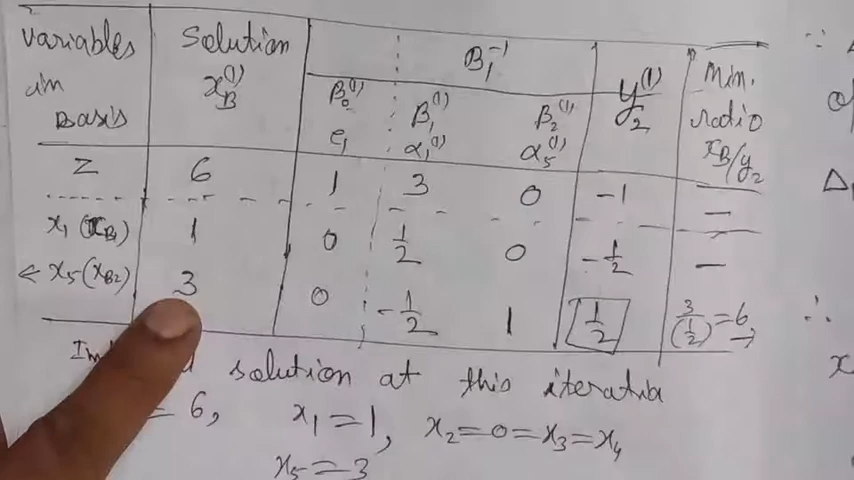 variables in Basis | Solution x_B^(1) | B_1^-1 | y_2^(1) | Min. radio x_B/y_2
β_0^(1) e_1 | β_1^(1) α_1^(1) | β_2^(1) α_5^(1)
Z | 6 | 1 | 3 | 0 | -1 | —
x_1 (x_B1) | 1 | 0 | 1/2 | 0 | -1/2 | —
← x_5 (x_B2) | 3 | 0 | -1/2 | 1 | 1/2 | 3/(1/2) = 6 →
solution at this iteratio
= 6, x_1 = 1, x_2 = 0 = x_3 = x_4
x_5 = 3